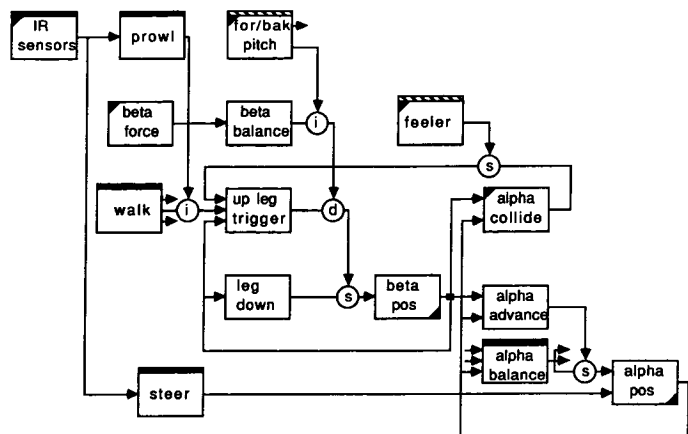 IR
sensors
prowl
for/bak
pitch
beta
force
beta
balance
i
feeler
s
walk
i
up leg
trigger
d
alpha
collide
leg
down
s
beta
pos
alpha
advance
alpha
balance
s
steer
alpha
pos